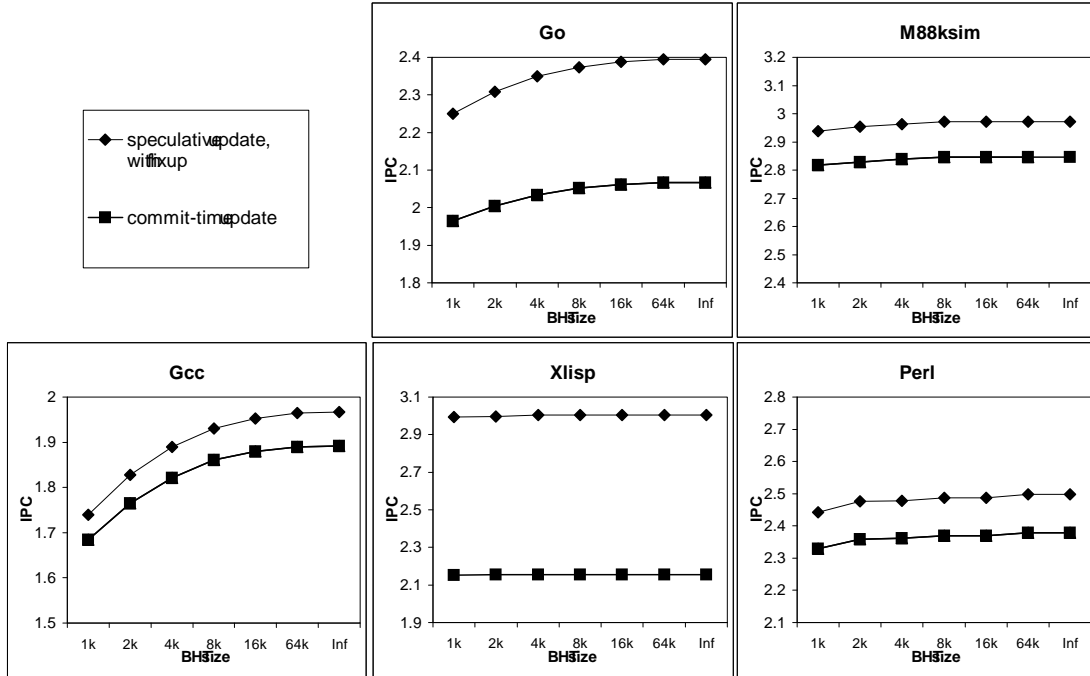 speculative update,
with fixup
commit-time update
Go
2.4
2.3
2.2
2.1
2
1.9
1.8
IPC
1k 2k 4k 8k 16k 64k Inf
BHT size
M88ksim
3.2
3.1
3
2.9
2.8
2.7
2.6
2.5
2.4
IPC
1k 2k 4k 8k 16k 64k Inf
BHT size
Gcc
2
1.9
1.8
1.7
1.6
1.5
IPC
1k 2k 4k 8k 16k 64k Inf
BHT size
Xlisp
3.1
2.9
2.7
2.5
2.3
2.1
1.9
IPC
1k 2k 4k 8k 16k 64k Inf
BHT size
Perl
2.8
2.7
2.6
2.5
2.4
2.3
2.2
2.1
IPC
1k 2k 4k 8k 16k 64k Inf
BHT size